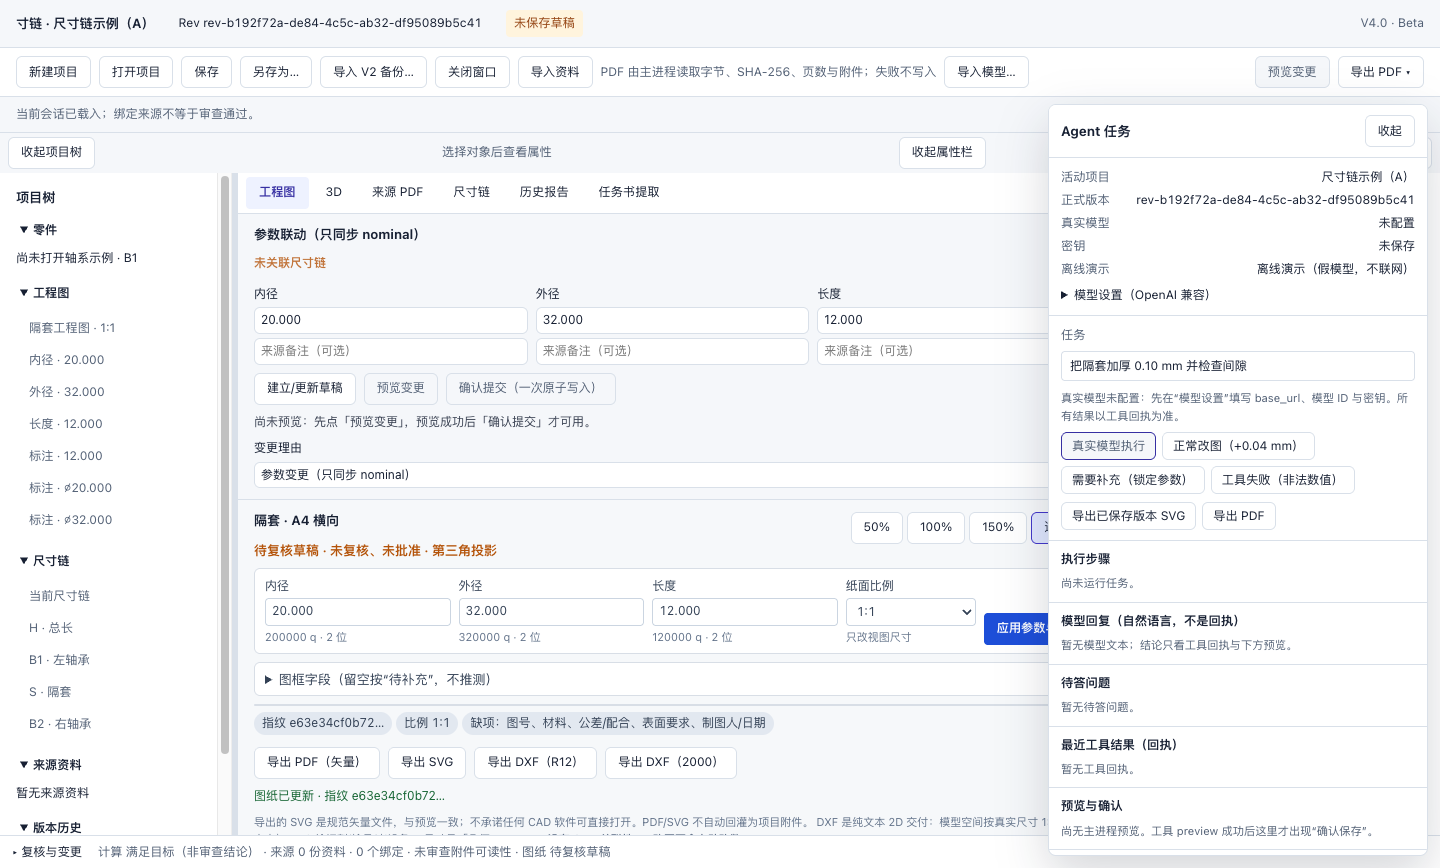 寸链 · 尺寸链示例（A） Rev rev-b192f72a-de84-4c5c-ab32-df95089b5c41 未保存草稿 V4.0 · Beta
新建项目 打开项目 保存 另存为... 导入 V2 备份... 关闭窗口 导入资料 PDF 由主进程读取字节、SHA-256、页数与附件；失败不写入 导入模型... 预览变更 导出 PDF ▾
当前会话已载入；绑定来源不等于审查通过。
收起项目树 选择对象后查看属性 收起属性栏
项目树
▼ 零件
尚未打开轴系示例 · B1
▼ 工程图
隔套工程图 · 1:1
内径 · 20.000
外径 · 32.000
长度 · 12.000
标注 · 12.000
标注 · ⌀20.000
标注 · ⌀32.000
▼ 尺寸链
当前尺寸链
H · 总长
B1 · 左轴承
S · 隔套
B2 · 右轴承
▼ 来源资料
暂无来源资料
▼ 版本历史
工程图 3D 来源 PDF 尺寸链 历史报告 任务书提取
参数联动（只同步 nominal）
未关联尺寸链
内径 外径 长度
20.000 32.000 12.000
来源备注（可选） 来源备注（可选） 来源备注（可选）
建立/更新草稿 预览变更 确认提交（一次原子写入）
尚未预览：先点「预览变更」，预览成功后「确认提交」才可用。
变更理由
参数变更（只同步 nominal）
隔套 · A4 横向 50% 100% 150%
待复核草稿 · 未复核、未批准 · 第三角投影
内径 外径 长度 纸面比例
20.000 32.000 12.000 1:1 应用参数
200000 q · 2 位 320000 q · 2 位 120000 q · 2 位 只改视图尺寸
▶ 图框字段（留空按“待补充”，不推测）
指纹 e63e34cf0b72... 比例 1:1 缺项：图号、材料、公差/配合、表面要求、制图人/日期
导出 PDF（矢量） 导出 SVG 导出 DXF（R12） 导出 DXF（2000）
图纸已更新 · 指纹 e63e34cf0b72...
导出的 SVG 是规范矢量文件，与预览一致；不承诺任何 CAD 软件可直接打开。PDF/SVG 不自动回灌为项目附件。 DXF 是纯文本 2D 交付：模型空间按真实尺寸 1
Agent 任务 收起
活动项目 尺寸链示例（A）
正式版本 rev-b192f72a-de84-4c5c-ab32-df95089b5c41
真实模型 未配置
密钥 未保存
离线演示 离线演示（假模型，不联网）
▶ 模型设置（OpenAI 兼容）
任务
把隔套加厚 0.10 mm 并检查间隙
真实模型未配置：先在“模型设置”填写 base_url、模型 ID 与密钥。所
有结果以工具回执为准。
真实模型执行 正常改图（+0.04 mm）
需要补充（锁定参数） 工具失败（非法数值）
导出已保存版本 SVG 导出 PDF
执行步骤
尚未运行任务。
模型回复（自然语言，不是回执）
暂无模型文本；结论只看工具回执与下方预览。
待答问题
暂无待答问题。
最近工具结果（回执）
暂无工具回执。
预览与确认
尚无主进程预览。工具 preview 成功后这里才出现“确认保存”。
▸ 复核与变更 计算 满足目标（非审查结论） · 来源 0 份资料 · 0 个绑定 · 未审查附件可读性 · 图纸 待复核草稿